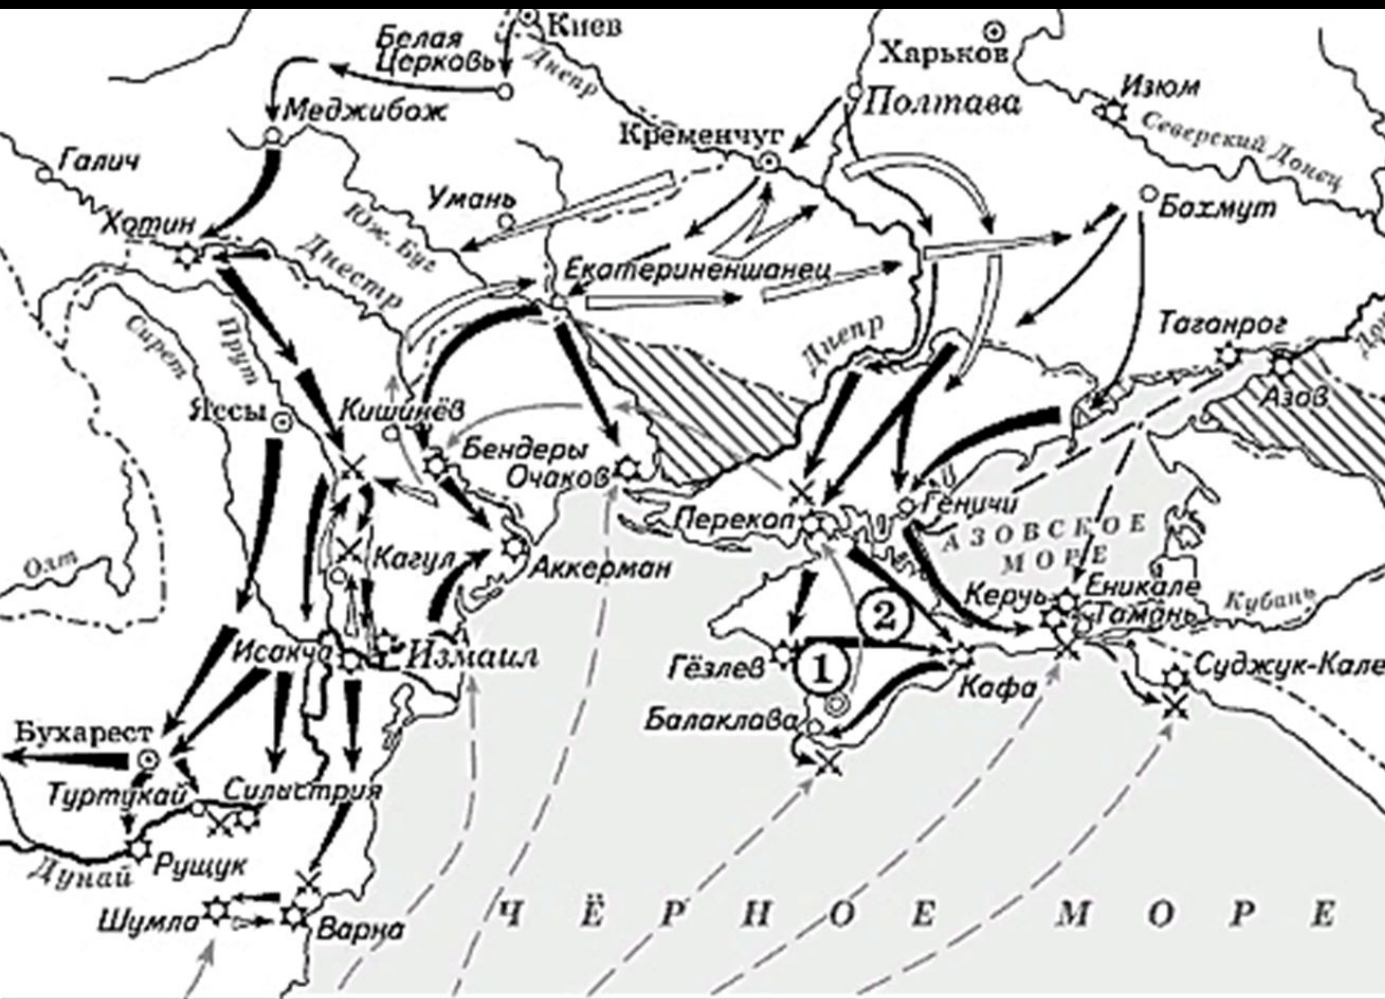 Киев
Белая
Церковь
Днепр
Харьков
Изюм
Меджибож
Полтава
Северский Донец
Кременчуг
Галич
Умань
Бахмут
Хотин
Юж. Буг
Днестр
Екатериненшанец
Сирет
Прут
Днепр
Таганрог
Дон
Яссы
Кишинёв
Азов
Бендеры
Очаков
Перекоп
Геничи
АЗОВСКОЕ
МОРЕ
Олт
Кагул
Аккерман
Керчь
Еникале
Тамань
Кубань
2
Исакча
Измаил
Гёзлев
1
Кафа
Суджук-Кале
Балаклава
Бухарест
Туртукай
Силистрия
Дунай
Рущук
Шумла
Варна
ЧЁРНОЕ МОРЕ